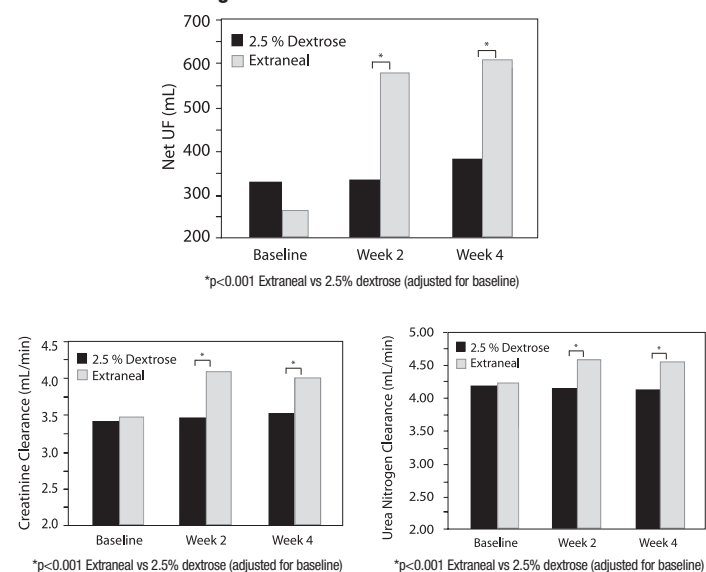 2.5 % Dextrose
Extraneal
Net UF (mL)
700
600
500
400
300
200
*
*
Baseline
Week 2
Week 4
*p<0.001 Extraneal vs 2.5% dextrose (adjusted for baseline)
Creatinine Clearance (mL/min)
4.5
4.0
3.5
3.0
2.5
2.0
2.5 % Dextrose
Extraneal
*
*
Baseline
Week 2
Week 4
*p<0.001 Extraneal vs 2.5% dextrose (adjusted for baseline)
Urea Nitrogen Clearance (mL/min)
5.00
4.50
4.00
3.50
3.00
2.50
2.00
2.5 % Dextrose
Extraneal
*
*
Baseline
Week 2
Week 4
*p<0.001 Extraneal vs 2.5% dextrose (adjusted for baseline)